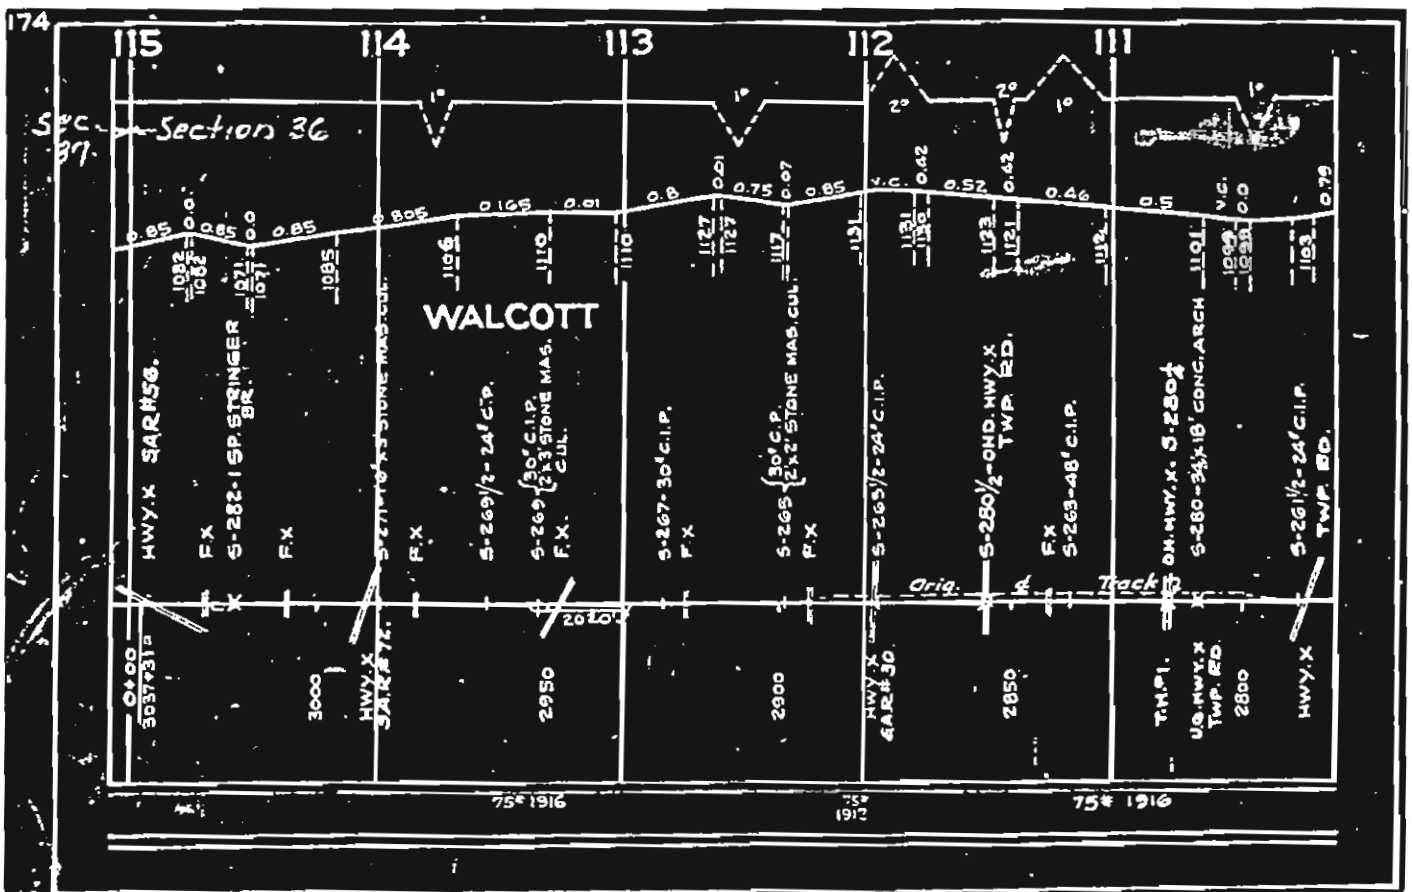 174
115 114 113 112 111
1° 1° 2° 2° 1° 1°
Sec. 37. Section 36
0.85 0.0 0.85 0.0 0.85 0.805 0.165 0.01 0.8 0.01 0.75 0.07 0.85 V.C. 0.42 0.52 0.42 0.46 0.5 V.C. 0.0 0.79
1082 1082 1071 1071 1085 1106 1110 1110 1127 1127 1117 1131 1131 1130 1133 1121 1112 1101 1099 1099 1103
WALCOTT
HWY.X SAR#56.
F.X
S-282-1 SP. STRINGER BR.
F.X
F.X
S-269 1/2-24" C.I.P.
S-269 {30" C.I.P.
2'x3' STONE MAS. CUL.
F.X.
S-267-30" C.I.P.
F.X
S-265 {30" C.P.
2'x2' STONE MAS. CUL.
F.X
S-265 1/2-24" C.I.P.
S-280 1/2-OND. HWY.X
TWP. RD.
F.X
S-263-48" C.I.P.
OH. HWY.X. S-280 1/2
S-280-34'x18' CONC. ARCH
S-261 1/2-24" C.I.P.
TWP. RD.
Orig. ¢ Track
0+00
3037+31
3000
HWY.X
SAR#72.
2950
2900
HWY.X
SAR#30
2850
T.H.#1.
U.G. HWY.X
TWP. RD.
2800
HWY.X
75# 1916
75#
1912
75# 1916